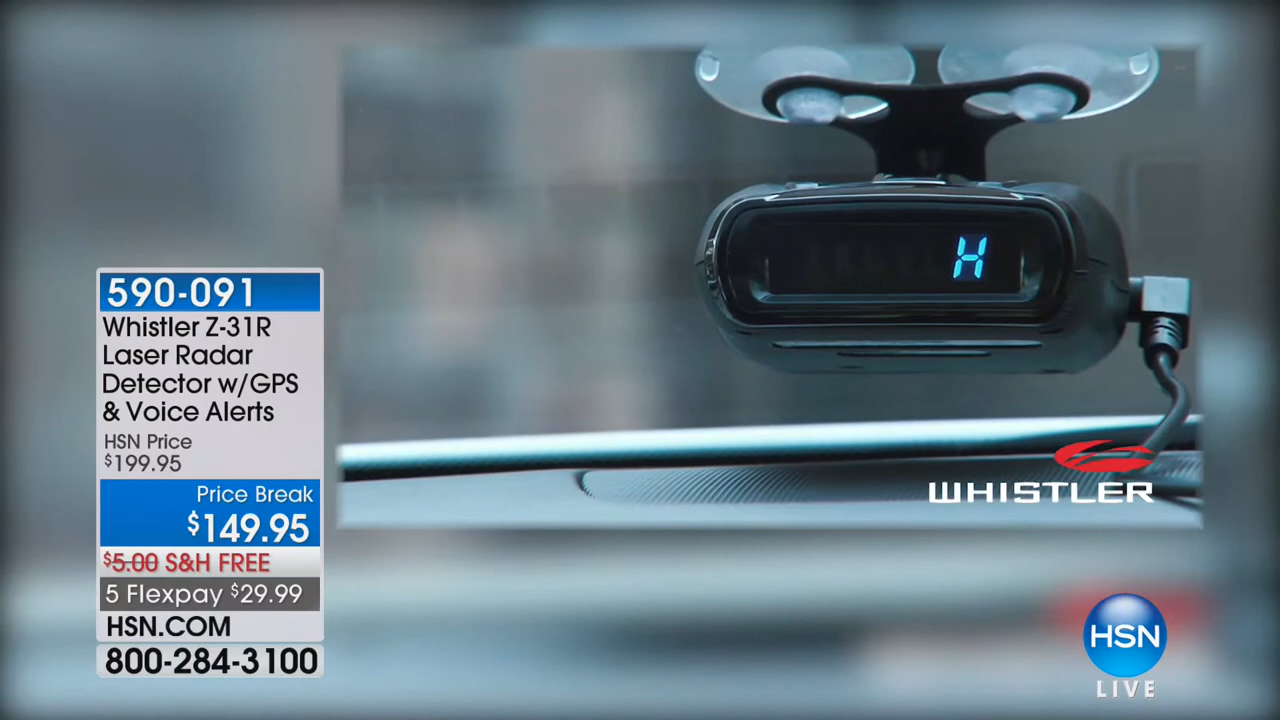 590-091
Whistler Z-31R
Laser Radar
Detector w/GPS
& Voice Alerts
HSN Price
$199.95
Price Break
$149.95
$5.00 S&H FREE
5 Flexpay $29.99
HSN.COM
800-284-3100
H
WHISTLER
HSN
LIVE